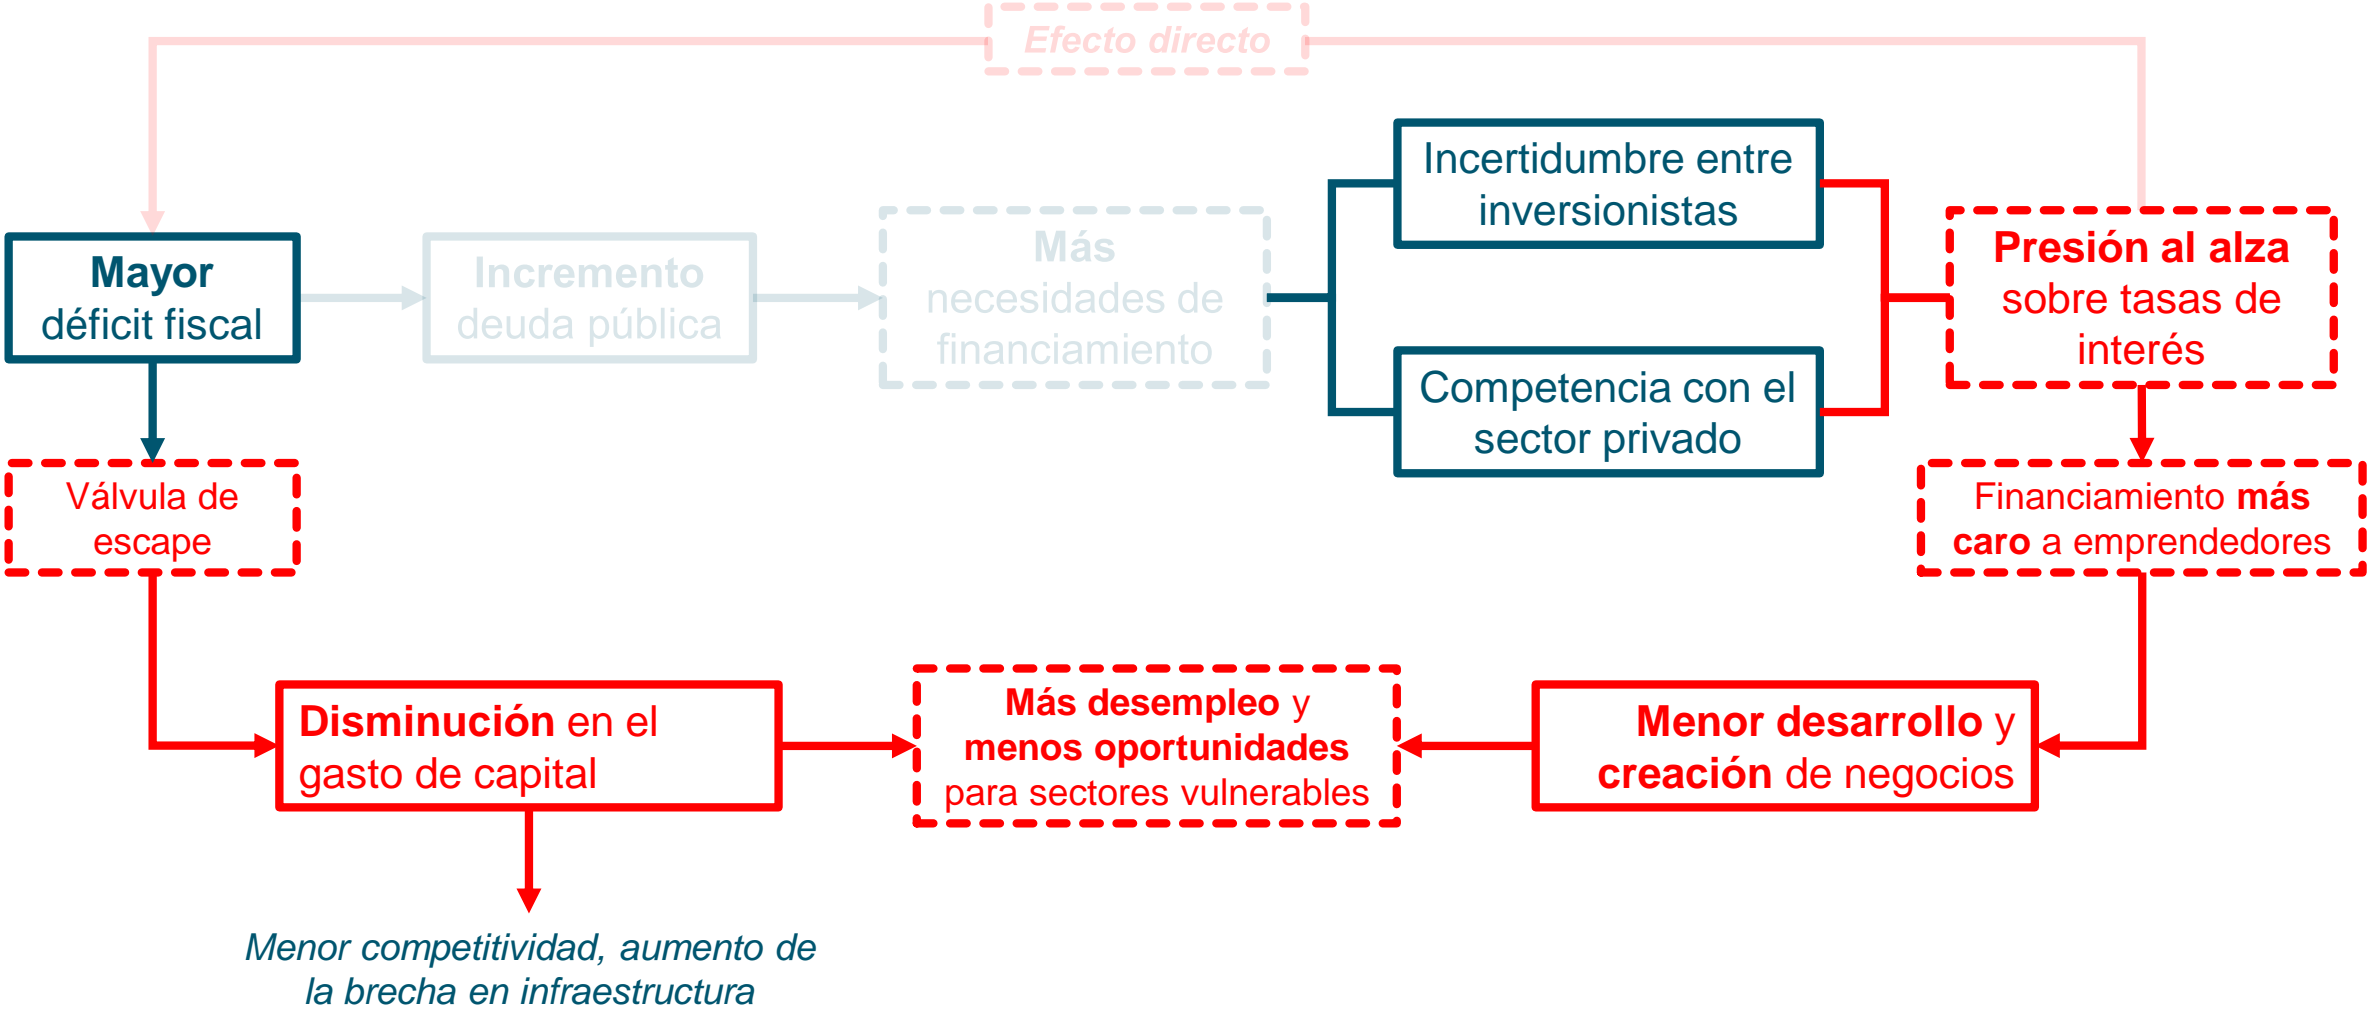 Efecto directo
Mayor
déficit fiscal
Incremento
deuda pública
Más
necesidades de
financiamiento
Incertidumbre entre
inversionistas
Competencia con el
sector privado
Presión al alza
sobre tasas de
interés
Válvula de
escape
Financiamiento más
caro a emprendedores
Disminución en el
gasto de capital
Más desempleo y
menos oportunidades
para sectores vulnerables
Menor desarrollo y
creación de negocios
Menor competitividad, aumento de
la brecha en infraestructura